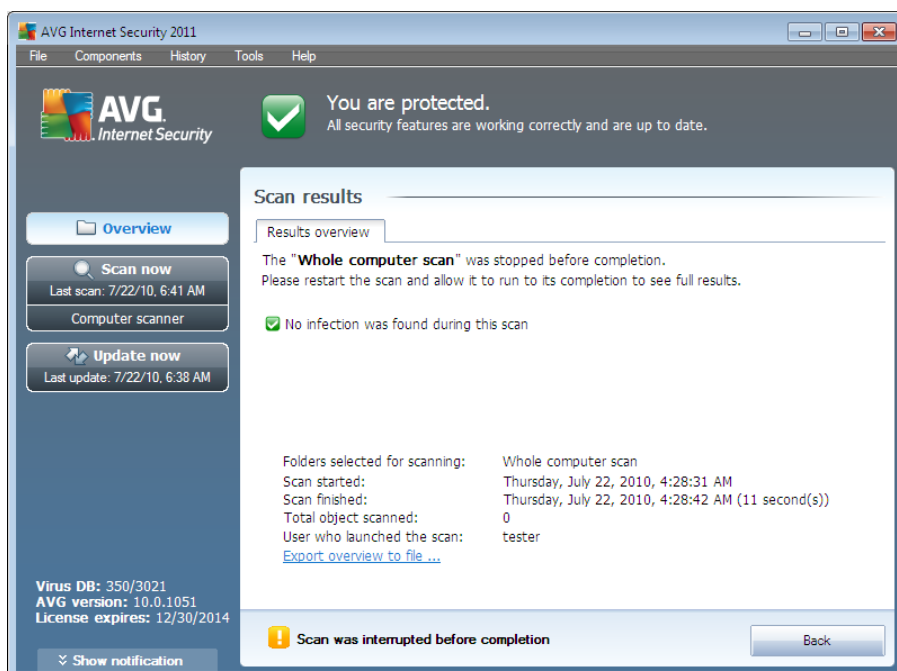 AVG Internet Security 2011
File Components History Tools Help
AVG.
Internet Security
You are protected.
All security features are working correctly and are up to date.
Overview
Scan now
Last scan: 7/22/10, 6:41 AM
Computer scanner
Update now
Last update: 7/22/10, 6:38 AM
Scan results
Results overview
The "Whole computer scan" was stopped before completion.
Please restart the scan and allow it to run to its completion to see full results.
No infection was found during this scan
Folders selected for scanning: Whole computer scan
Scan started: Thursday, July 22, 2010, 4:28:31 AM
Scan finished: Thursday, July 22, 2010, 4:28:42 AM (11 second(s))
Total object scanned: 0
User who launched the scan: tester
Export overview to file ...
Virus DB: 350/3021
AVG version: 10.0.1051
License expires: 12/30/2014
Show notification
Scan was interrupted before completion
Back